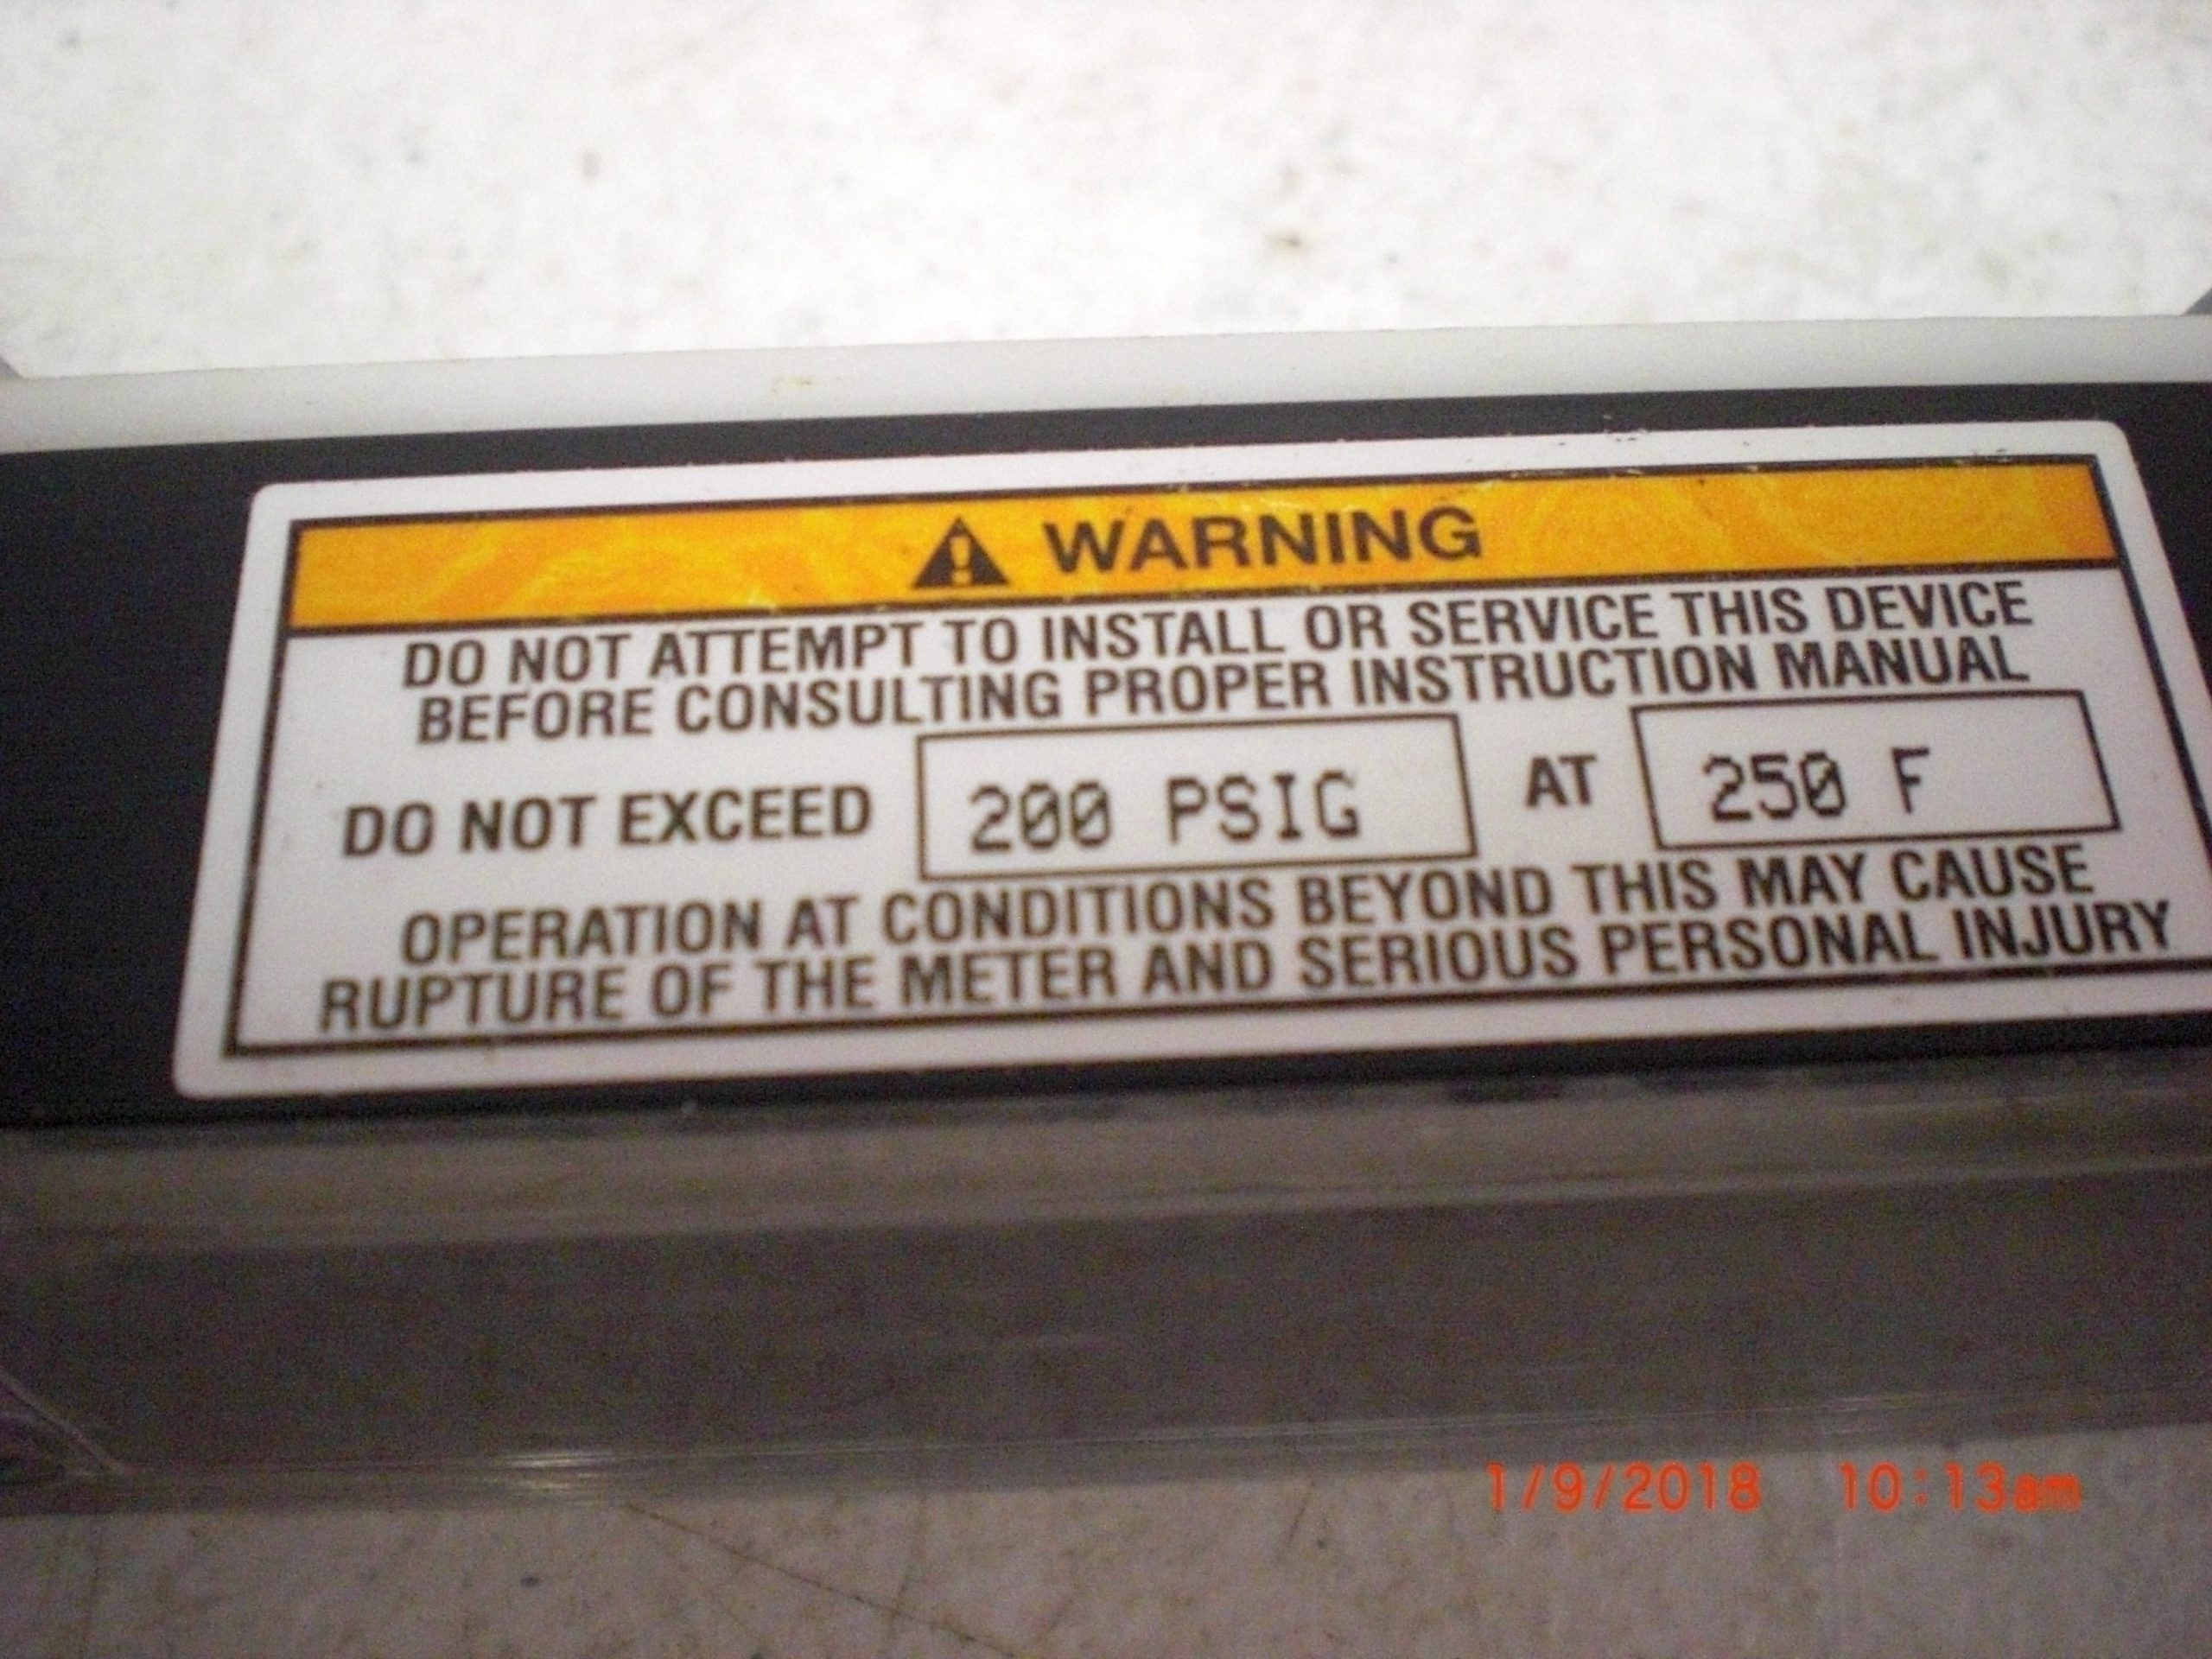 WARNING
DO NOT ATTEMPT TO INSTALL OR SERVICE THIS DEVICE
BEFORE CONSULTING PROPER INSTRUCTION MANUAL
DO NOT EXCEED 200 PSIG AT 250 F
OPERATION AT CONDITIONS BEYOND THIS MAY CAUSE
RUPTURE OF THE METER AND SERIOUS PERSONAL INJURY
1/9/2018 10:13am